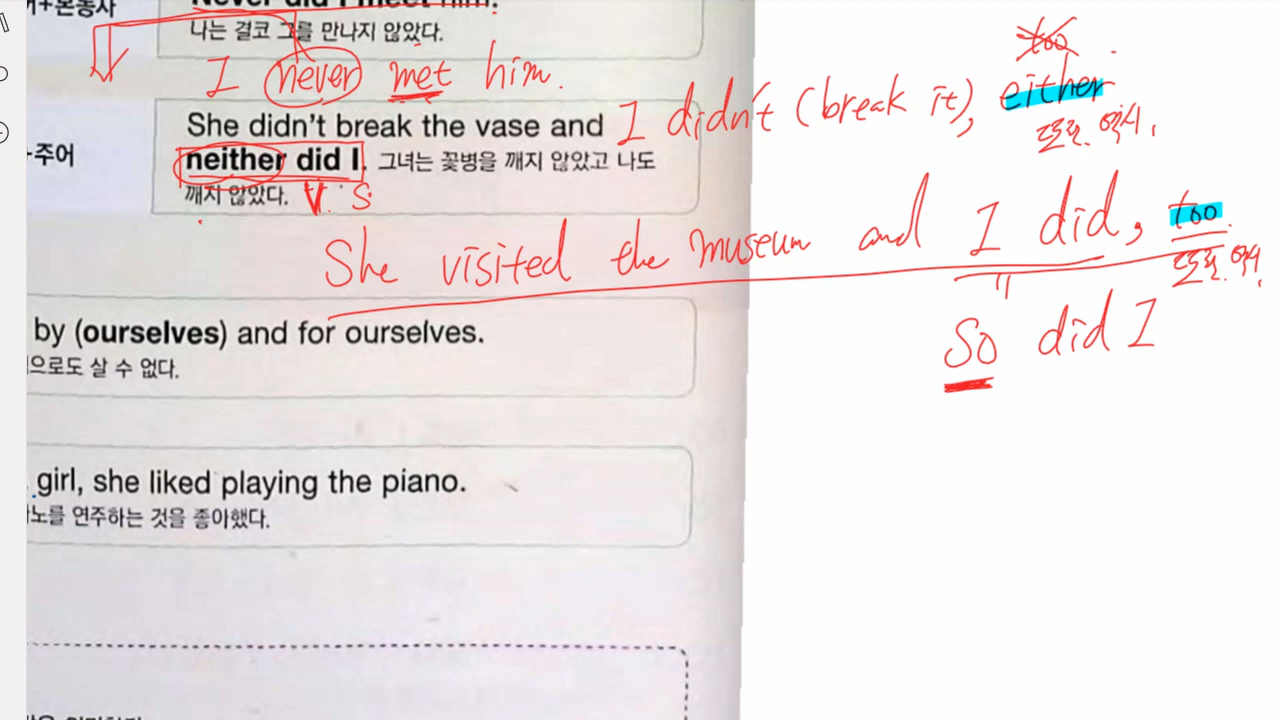 Never did I meet him.
나는 결코 그를 만나지 않았다.
I never met him.
too
She didn't break the vase and I didn't (break it), either
또한. 역시.
-주어
neither did I. 그녀는 꽃병을 깨지 않았고 나도
깨지 않았다. V S
She visited the museum and I did, too.
또한. 역시.
"
So did I
by (ourselves) and for ourselves.
으로도 살 수 없다.
girl, she liked playing the piano.
노를 연주하는 것을 좋아했다.